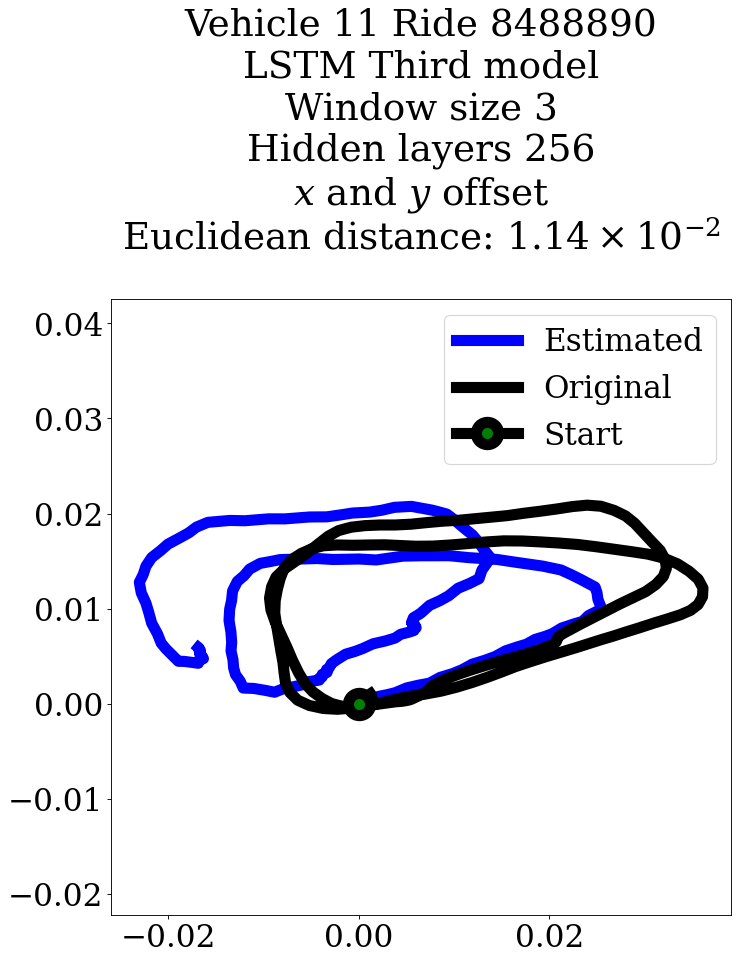 Vehicle 11 Ride 8488890
LSTM Third model
Window size 3
Hidden layers 256
x and y offset
Euclidean distance: 1.14 × 10⁻²
Estimated
Original
Start
0.04
0.03
0.02
0.01
0.00
−0.01
−0.02
−0.02 0.00 0.02